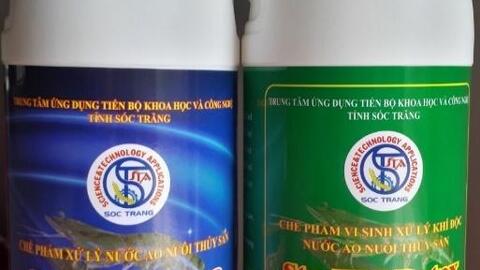 TRUNG TÂM ỨNG DỤNG TIẾN BỘ KHOA HỌC VÀ CÔNG NGHỆ
TỈNH SÓC TRĂNG
SCIENCE & TECHNOLOGY APPLICATIONS
STA
SOC TRANG
CHẾ PHẨM XỬ LÝ NƯỚC AO NUÔI THỦY SẢN
TRUNG TÂM ỨNG DỤNG TIẾN BỘ KHOA HỌC VÀ CÔNG NGHỆ
TỈNH SÓC TRĂNG
SCIENCE & TECHNOLOGY APPLICATIONS
STA
SOC TRANG
CHẾ PHẨM VI SINH XỬ LÝ KHÍ ĐỘC
NƯỚC AO NUÔI THỦY SẢN